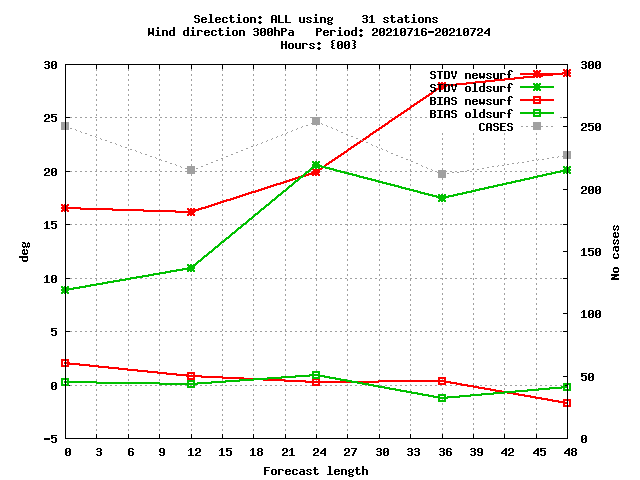 Selection: ALL using    31 stations
Wind direction 300hPa   Period: 20210716-20210724
Hours: {00}
STDV newsurf
STDV oldsurf
BIAS newsurf
BIAS oldsurf
CASES
deg
30
25
20
15
10
5
0
-5
300
250
200
150
100
50
0
No cases
0 3 6 9 12 15 18 21 24 27 30 33 36 39 42 45 48
Forecast length